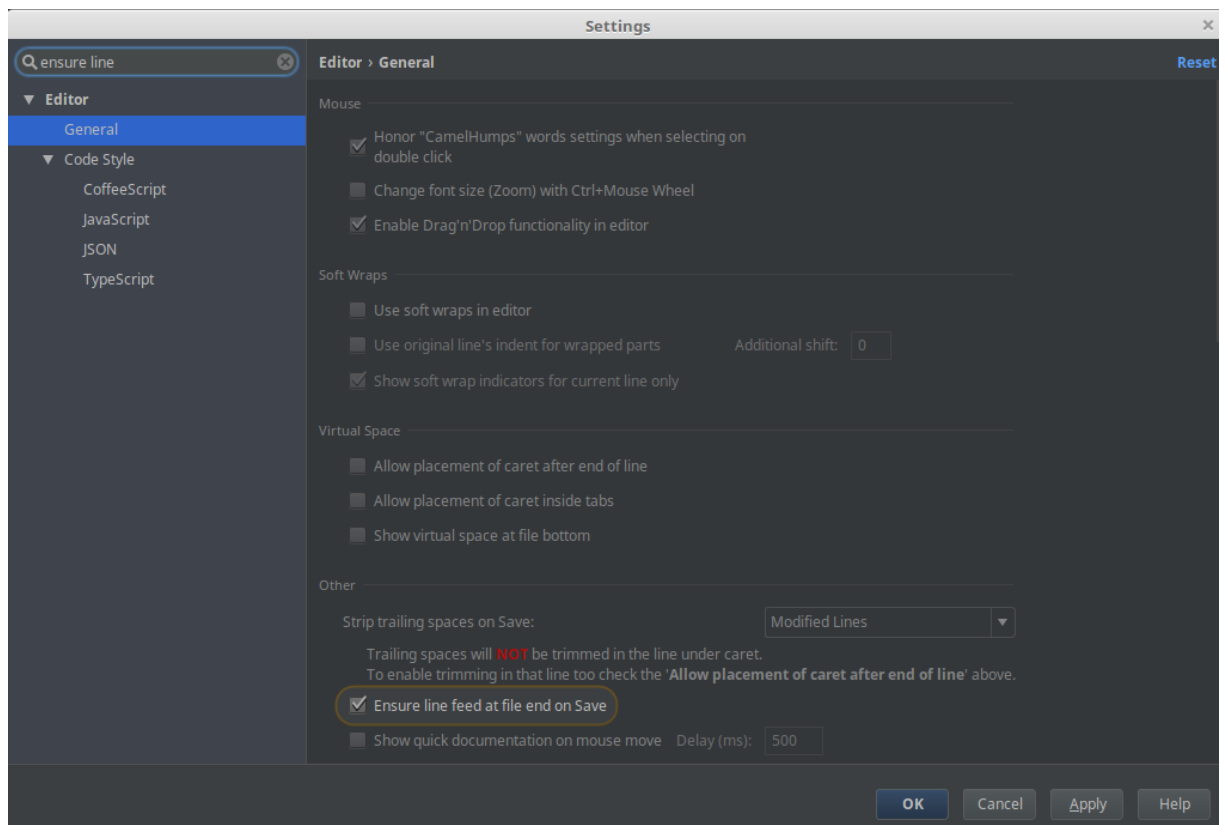 Settings
ensure line
Editor › General
Reset
Editor
General
Code Style
CoffeeScript
JavaScript
JSON
TypeScript
Mouse
Honor "CamelHumps" words settings when selecting on
double click
Change font size (Zoom) with Ctrl+Mouse Wheel
Enable Drag'n'Drop functionality in editor
Soft Wraps
Use soft wraps in editor
Use original line's indent for wrapped parts Additional shift: 0
Show soft wrap indicators for current line only
Virtual Space
Allow placement of caret after end of line
Allow placement of caret inside tabs
Show virtual space at file bottom
Other
Strip trailing spaces on Save: Modified Lines
Trailing spaces will NOT be trimmed in the line under caret.
To enable trimming in that line too check the 'Allow placement of caret after end of line' above.
Ensure line feed at file end on Save
Show quick documentation on mouse move Delay (ms): 500
OK Cancel Apply Help